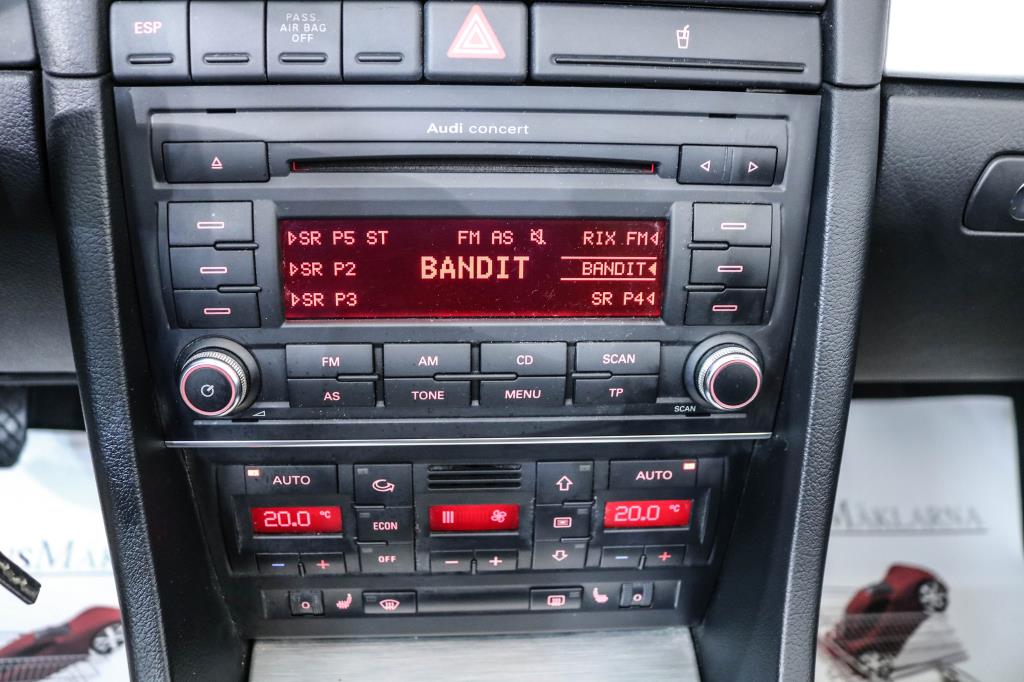 ESP
PASS
AIR BAG
OFF
Audi concert
SR P5 ST
FM AS
RIX FM
SR P2
BANDIT
BANDIT
SR P3
SR P4
FM
AM
CD
SCAN
AS
TONE
MENU
TP
SCAN
AUTO
AUTO
20.0 °C
ECON
20.0 °C
OFF
MÄKLARNA